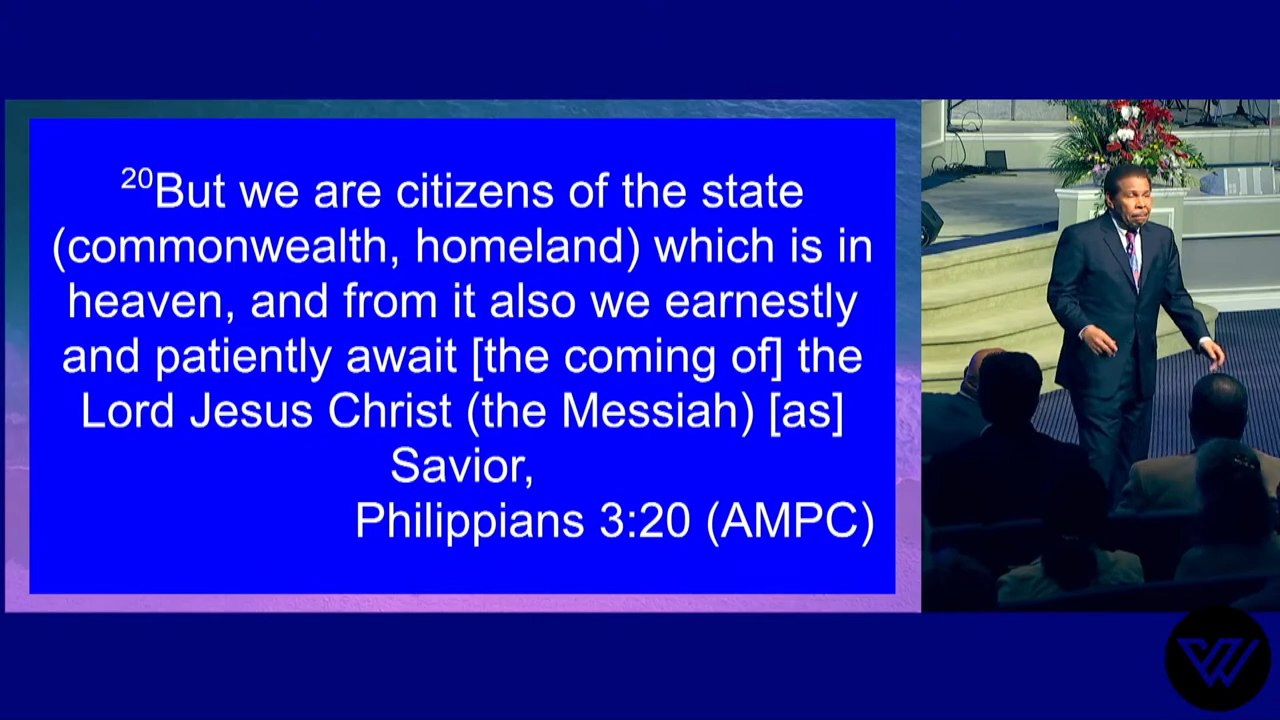 20But we are citizens of the state
(commonwealth, homeland) which is in
heaven, and from it also we earnestly
and patiently await [the coming of] the
Lord Jesus Christ (the Messiah) [as]
Savior,
Philippians 3:20 (AMPC)